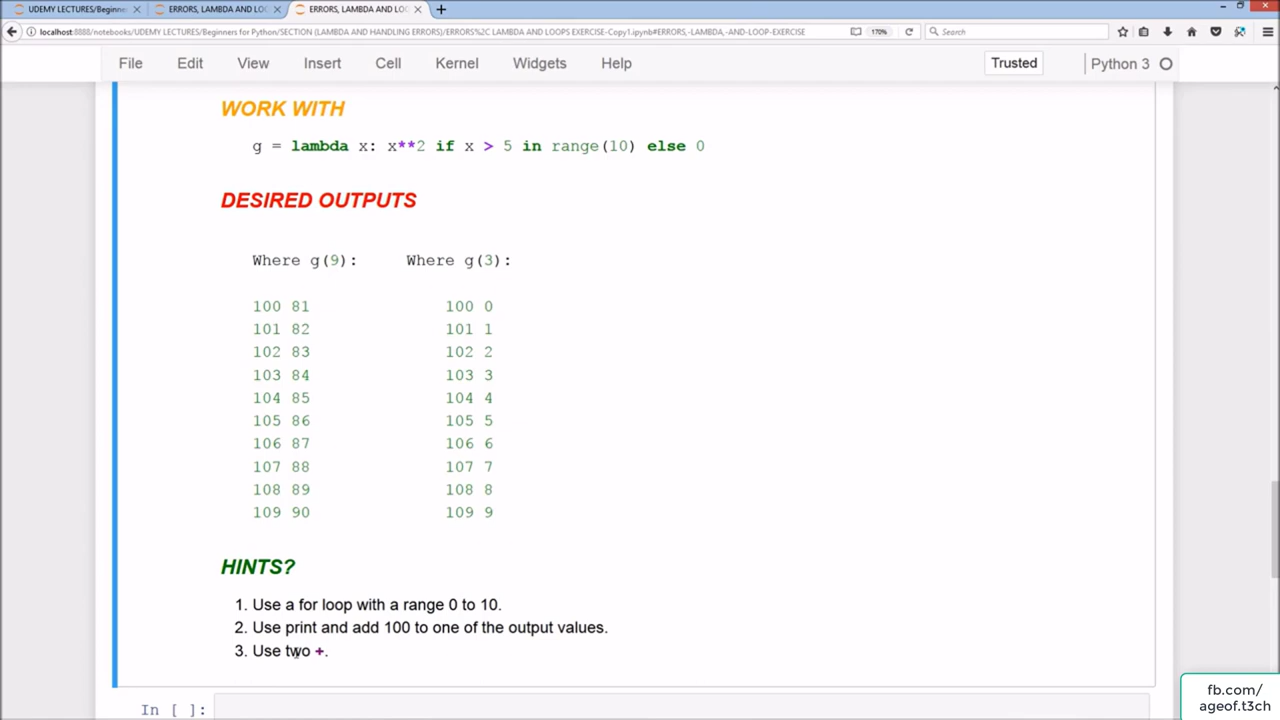 UDEMY LECTURES/Beginne
ERRORS, LAMBDA AND LOO
ERRORS, LAMBDA AND LOO
localhost:8888/notebooks/UDEMY LECTURES/Beginners for Python/SECTION (LAMBDA AND HANDLING ERRORS)/ERRORS%2C LAMBDA AND LOOPS EXERCISE-Copy1.ipynb#ERRORS,-LAMBDA,-AND-LOOP-EXERCISE 170% Search
File Edit View Insert Cell Kernel Widgets Help Trusted Python 3
WORK WITH
g = lambda x: x**2 if x > 5 in range(10) else 0
DESIRED OUTPUTS
Where g(9): Where g(3):
100 81 100 0
101 82 101 1
102 83 102 2
103 84 103 3
104 85 104 4
105 86 105 5
106 87 106 6
107 88 107 7
108 89 108 8
109 90 109 9
HINTS?
1. Use a for loop with a range 0 to 10.
2. Use print and add 100 to one of the output values.
3. Use two +.
In [ ]:
fb.com/
ageof.t3ch